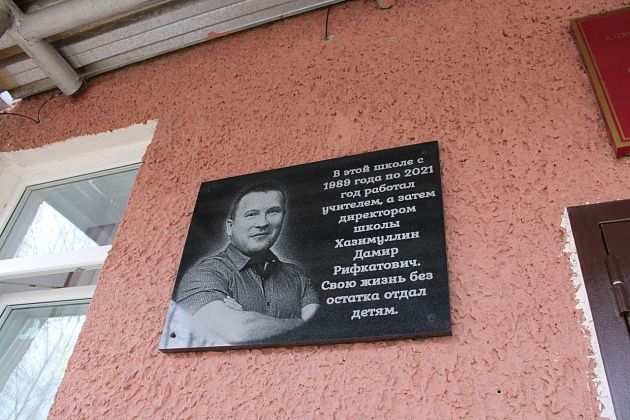 В этой школе с
1989 года по 2021
год работал
учителем, а затем
директором
школы
Хазимуллин
Дамир
Рифкатович.
Свою жизнь без
остатка отдал
детям.